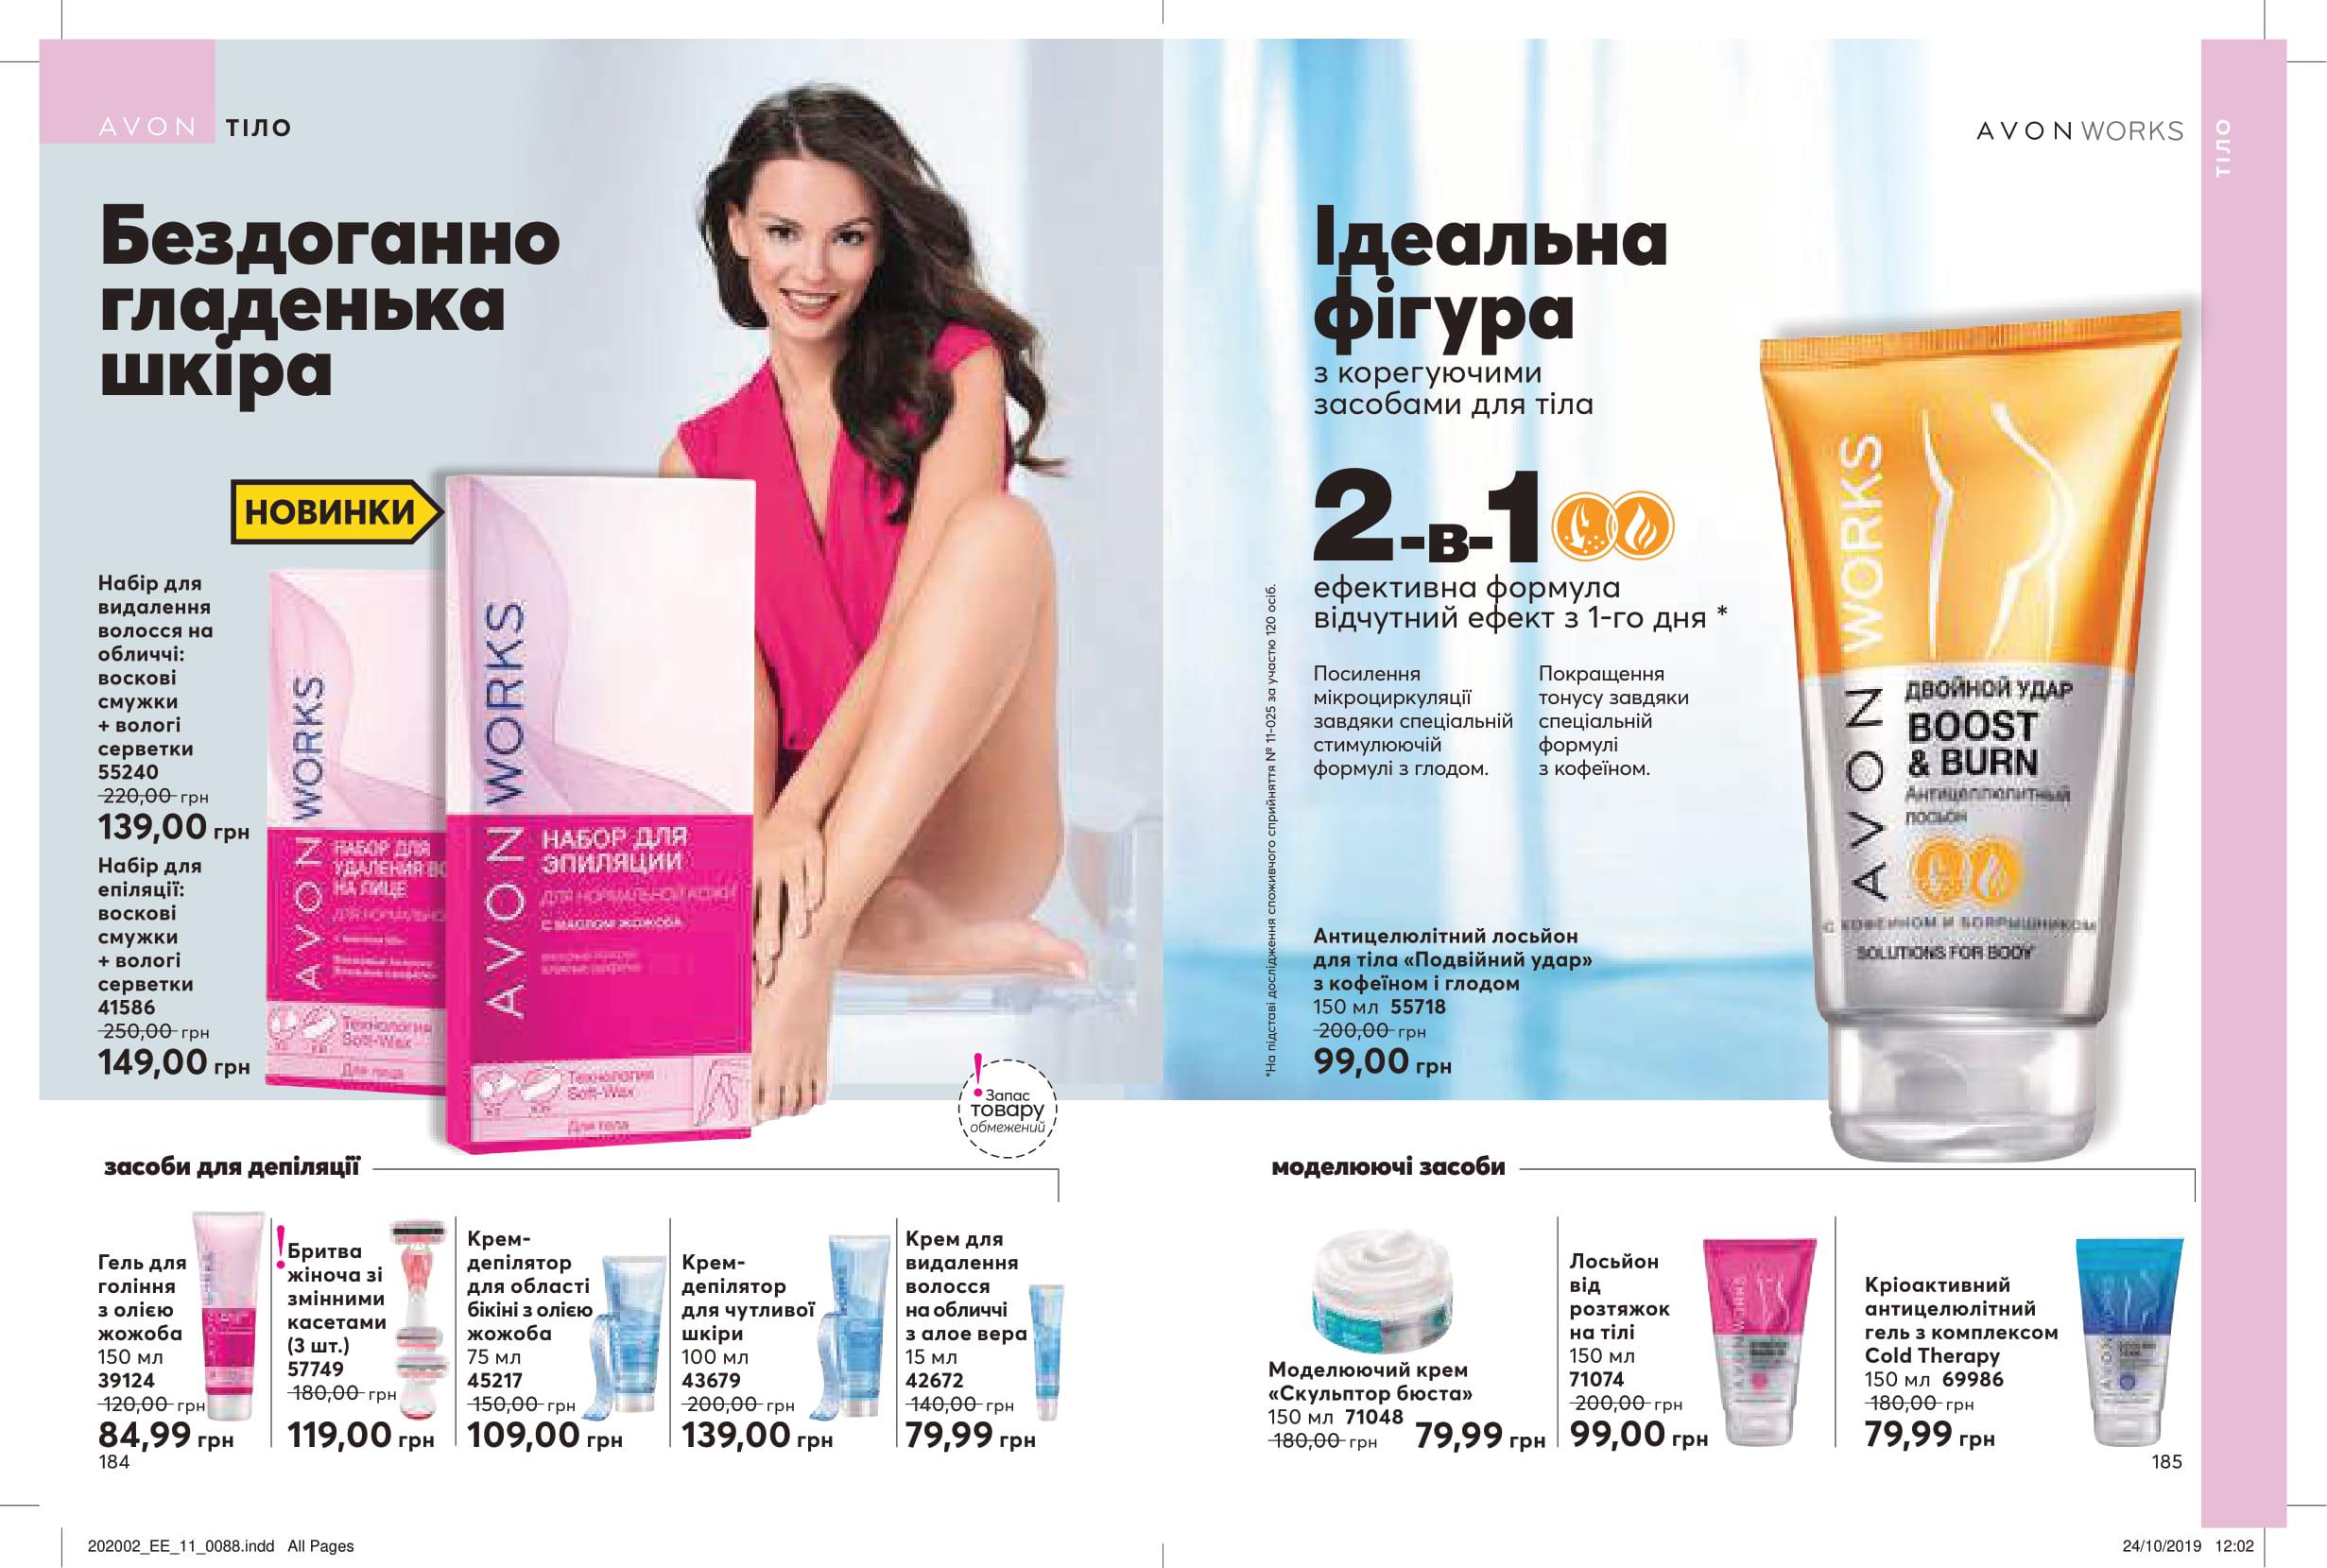 AVON ТІЛО
Бездоганно
гладенька
шкіра
НОВИНКИ
Набір для
видалення
волосся на
обличчі:
воскові
смужки
+ вологі
серветки
55240
220,00 грн
139,00 грн
Набір для
епіляції:
воскові
смужки
+ вологі
серветки
41586
250,00 грн
149,00 грн
AVON WORKS
НАБОР ДЛЯ
УДАЛЕНИЯ ВО
НА ЛИЦЕ
ДЛЯ НОРМАЛЬНО
Технология
Soft-Wax
Для лица
AVON WORKS
НАБОР ДЛЯ
ЭПИЛЯЦИИ
ДЛЯ НОРМАЛЬНОЙ КОЖИ
С МАСЛОМ ЖОЖОБА
Технология
Soft-Wax
Для тела
! Запас
товару
обмежений
засоби для депіляції
Гель для
гоління
з олією
жожоба
150 мл
39124
120,00 грн
84,99 грн
! Бритва
жіноча зі
змінними
касетами
(3 шт.)
57749
180,00 грн
119,00 грн
Крем-
депілятор
для області
бікіні з олією
жожоба
75 мл
45217
150,00 грн
109,00 грн
Крем-
депілятор
для чутливої
шкіри
100 мл
43679
200,00 грн
139,00 грн
Крем для
видалення
волосся
на обличчі
з алое вера
15 мл
42672
140,00 грн
79,99 грн
184
AVON WORKS
ТІЛО
Ідеальна
фігура
з корегуючими
засобами для тіла
2-в-1
ефективна формула
відчутний ефект з 1-го дня *
Посилення
мікроциркуляції
завдяки спеціальній
стимулюючій
формулі з глодом.
Покращення
тонусу завдяки
спеціальній
формулі
з кофеїном.
*На підставі дослідження споживчого сприйняття № 11-025 за участю 120 осіб.
Антицелюлітний лосьйон
для тіла «Подвійний удар»
з кофеїном і глодом
150 мл 55718
200,00 грн
99,00 грн
AVON WORKS
ДВОЙНОЙ УДАР
BOOST
& BURN
Антицеллюлитный
лосьон
С КОФЕИНОМ И БОЯРЫШНИКОМ
SOLUTIONS FOR BODY
моделюючі засоби
Моделюючий крем
«Скульптор бюста»
150 мл 71048
180,00 грн 79,99 грн
Лосьйон
від
розтяжок
на тілі
150 мл
71074
200,00 грн
99,00 грн
Кріоактивний
антицелюлітний
гель з комплексом
Cold Therapy
150 мл 69986
180,00 грн
79,99 грн
185
202002_EE_11_0088.indd All Pages
24/10/2019 12:02